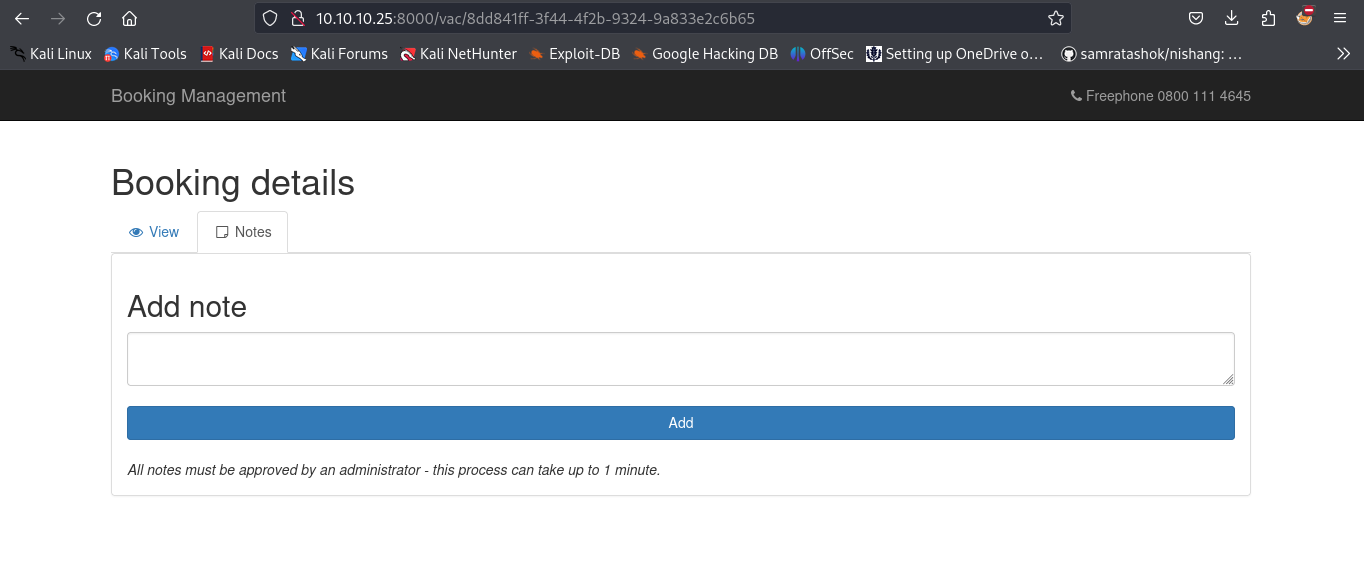 10.10.10.25:8000/vac/8dd841ff-3f44-4f2b-9324-9a833e2c6b65
Kali Linux Kali Tools Kali Docs Kali Forums Kali NetHunter Exploit-DB Google Hacking DB OffSec Setting up OneDrive o… samratashok/nishang: …
Booking Management Freephone 0800 111 4645
Booking details
View Notes
Add note
Add
All notes must be approved by an administrator - this process can take up to 1 minute.